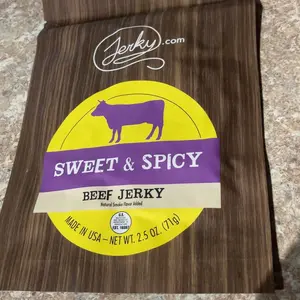 Jerky.com
SWEET & SPICY
BEEF JERKY
Natural Smoke Flavor Added
MADE IN USA — NET WT. 2.5 OZ. (71g)